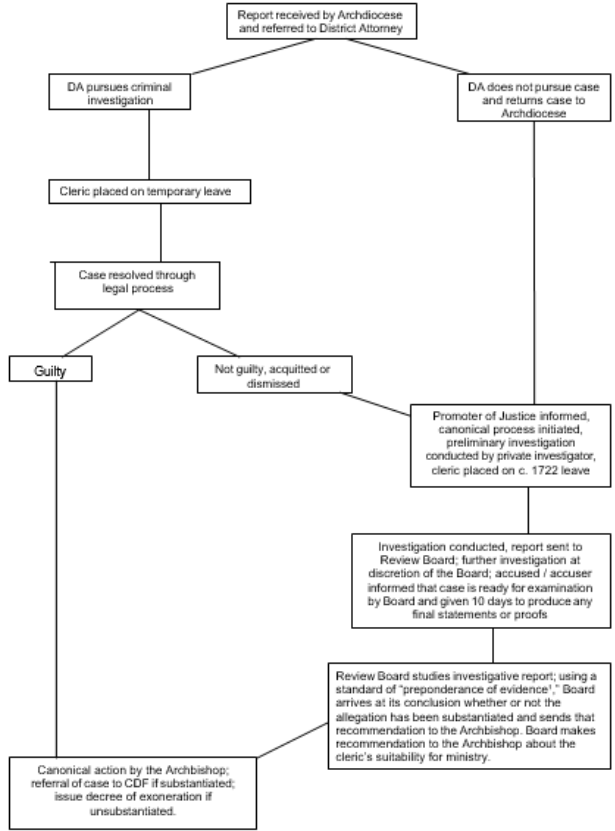 Report received by Archdiocese
and referred to District Attorney
DA pursues criminal
investigation
DA does not pursue case
and returns case to
Archdiocese
Cleric placed on temporary leave
Case resolved through
legal process
Guilty
Not guilty, acquitted or
dismissed
Promoter of Justice informed,
canonical process initiated,
preliminary investigation
conducted by private investigator,
cleric placed on c. 1722 leave
Investigation conducted, report sent to
Review Board; further investigation at
discretion of the Board; accused / accuser
informed that case is ready for examination
by Board and given 10 days to produce any
final statements or proofs
Review Board studies investigative report; using a
standard of “preponderance of evidence¹,” Board
arrives at its conclusion whether or not the
allegation has been substantiated and sends that
recommendation to the Archbishop. Board makes
recommendation to the Archbishop about the
cleric’s suitability for ministry.
Canonical action by the Archbishop;
referral of case to CDF if substantiated;
issue decree of exoneration if
unsubstantiated.